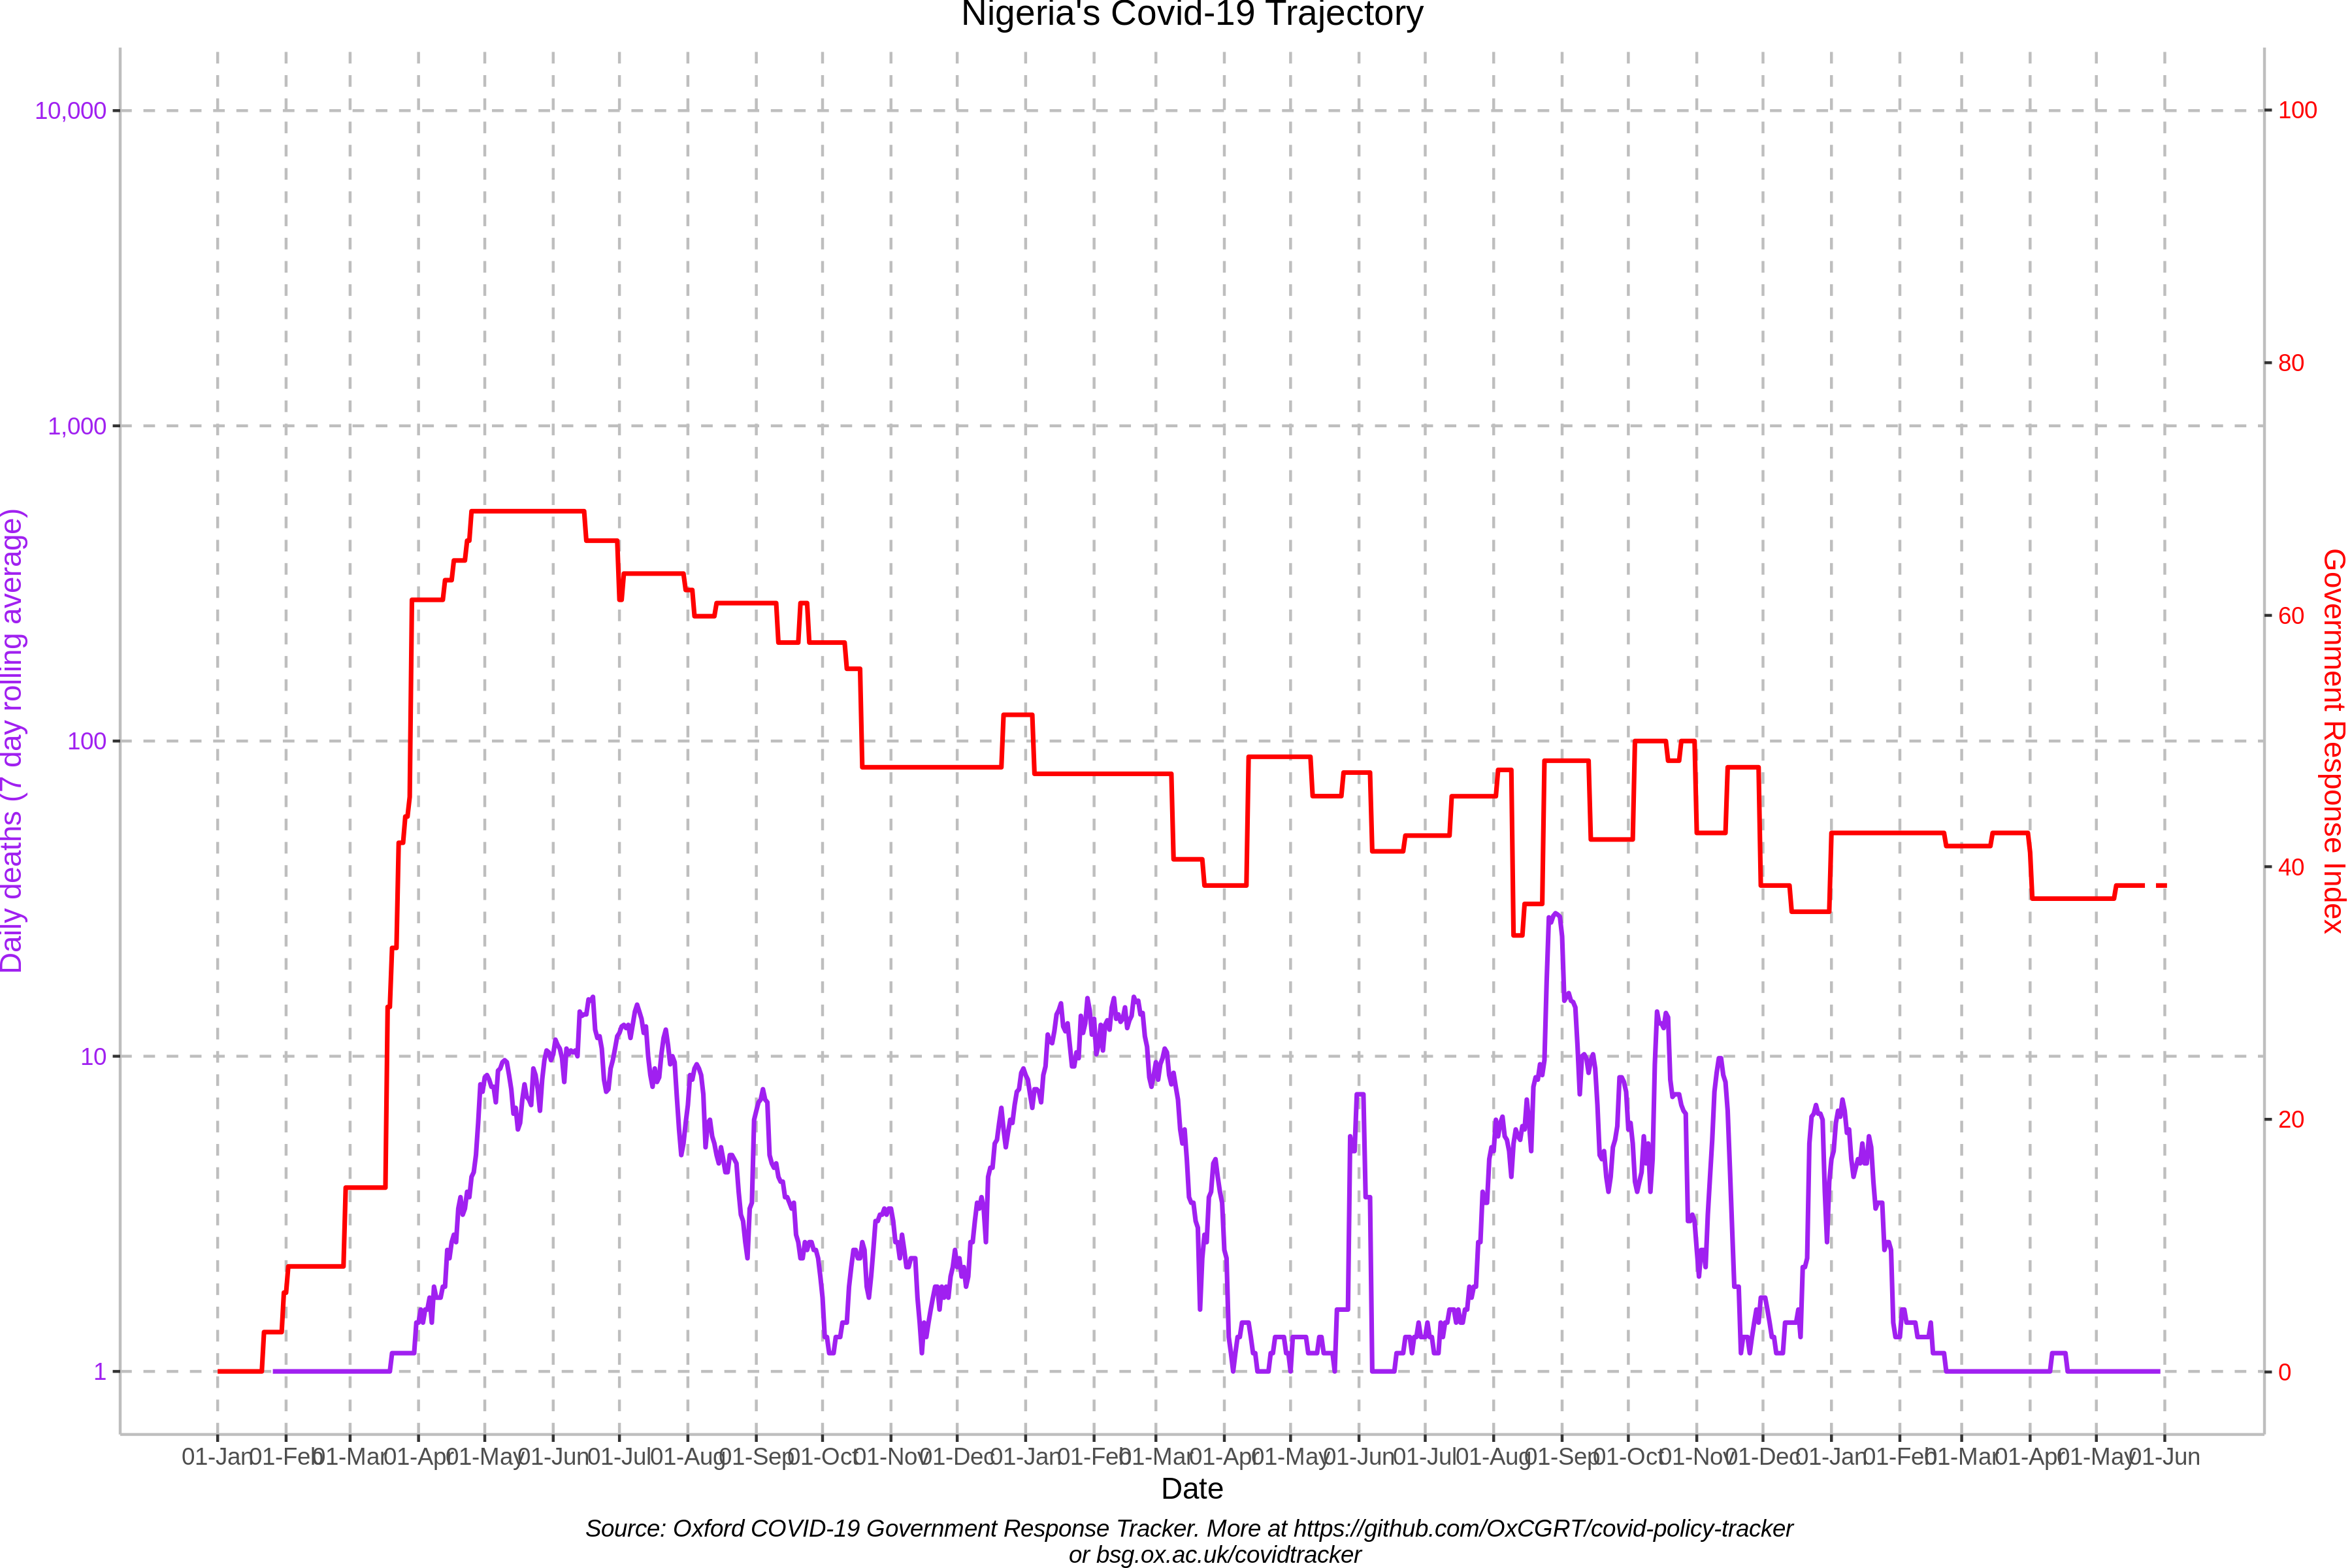 Nigeria's Covid-19 Trajectory
10,000
1,000
100
10
1
Daily deaths (7 day rolling average)
100
80
60
40
20
0
Government Response Index
01-Jan 01-Feb 01-Mar 01-Apr 01-May 01-Jun 01-Jul 01-Aug 01-Sep 01-Oct 01-Nov 01-Dec 01-Jan 01-Feb 01-Mar 01-Apr 01-May 01-Jun 01-Jul 01-Aug 01-Sep 01-Oct 01-Nov 01-Dec 01-Jan 01-Feb 01-Mar 01-Apr 01-May 01-Jun
Date
Source: Oxford COVID-19 Government Response Tracker. More at https://github.com/OxCGRT/covid-policy-tracker
or bsg.ox.ac.uk/covidtracker